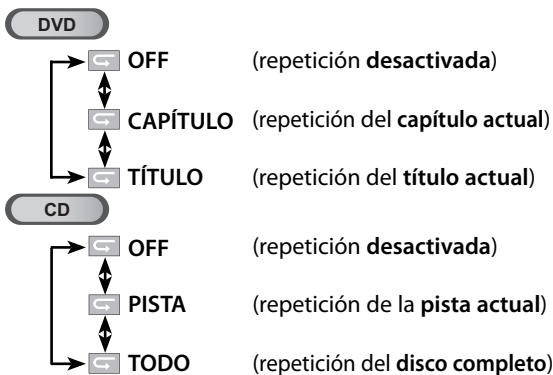 DVD
OFF (repetición desactivada)
CAPÍTULO (repetición del capítulo actual)
TÍTULO (repetición del título actual)
CD
OFF (repetición desactivada)
PISTA (repetición de la pista actual)
TODO (repetición del disco completo)